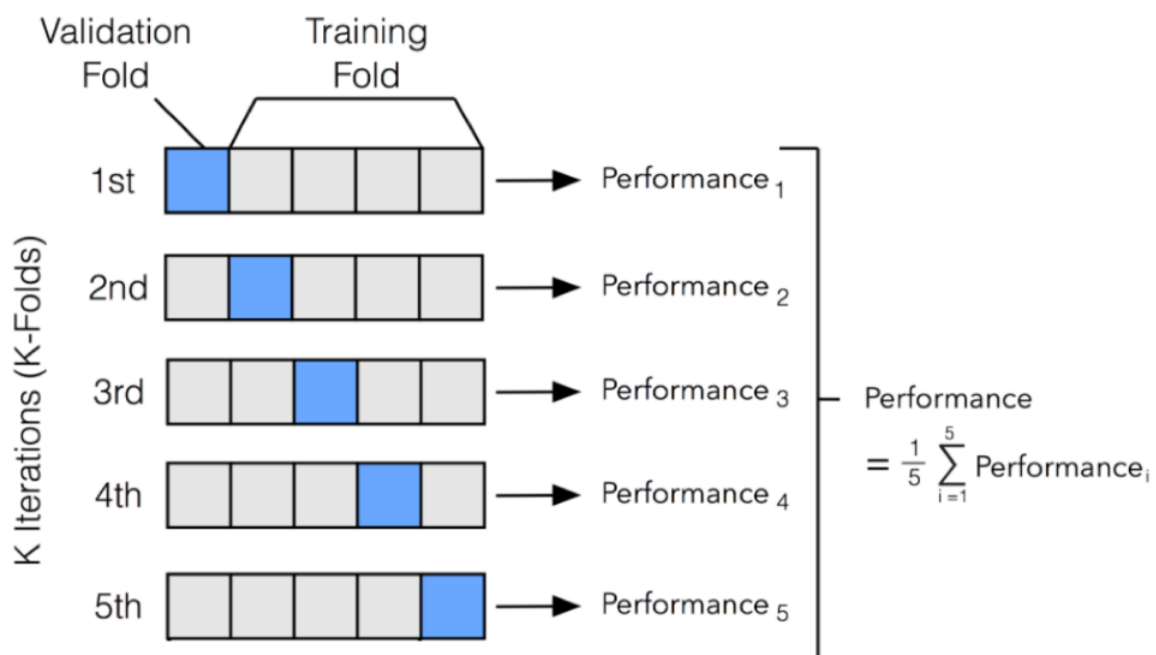 Validation
Fold
Training
Fold
K Iterations (K-Folds)
1st
Performance 1
2nd
Performance 2
3rd
Performance 3
4th
Performance 4
5th
Performance 5
Performance
= 1/5 5∑i=1 Performancei